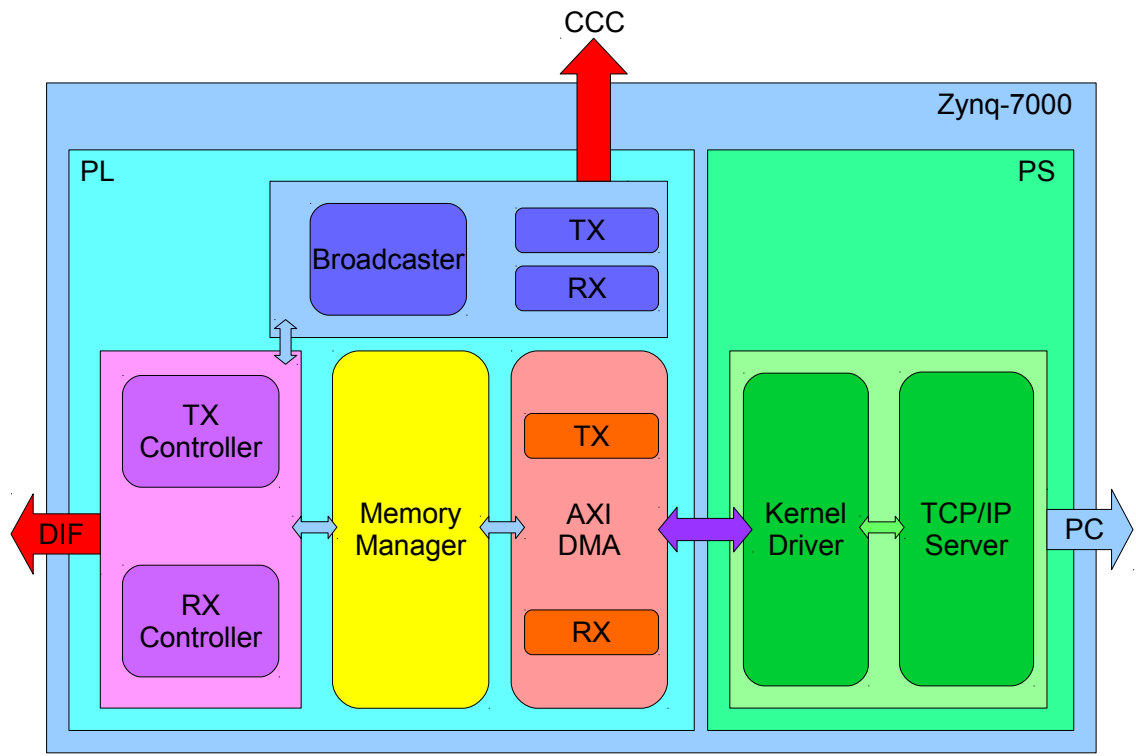 CCC
Zynq-7000
PL
PS
TX
Broadcaster
RX
TX
Controller
TX
Memory
Manager
AXI
DMA
Kernel
Driver
TCP/IP
Server
DIF
PC
RX
Controller
RX